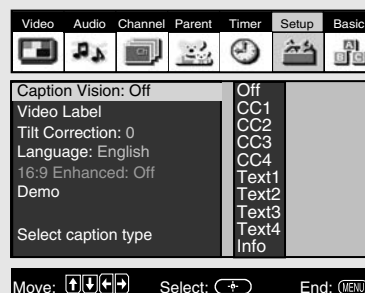 Video Audio Channel Parent Timer Setup Basic
Caption Vision: Off
Video Label
Tilt Correction: 0
Language: English
16:9 Enhanced: Off
Demo
Select caption type
Off
CC1
CC2
CC3
CC4
Text1
Text2
Text3
Text4
Info
Move: Select: End: MENU